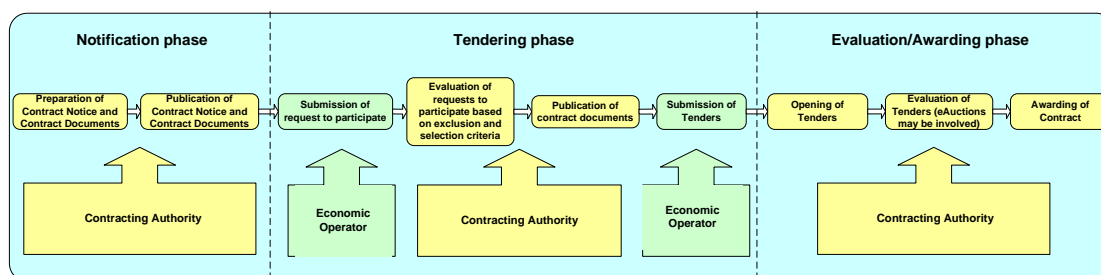 Notification phase
Tendering phase
Evaluation/Awarding phase
Preparation of
Contract Notice and
Contract Documents
Publication of
Contract Notice and
Contract Documents
Submission of
request to participate
Evaluation of
requests to
participate based
on exclusion and
selection criteria
Publication of
contract documents
Submission of
Tenders
Opening of
Tenders
Evaluation of
Tenders (eAuctions
may be involved)
Awarding of
Contract
Contracting Authority
Economic
Operator
Contracting Authority
Economic
Operator
Contracting Authority